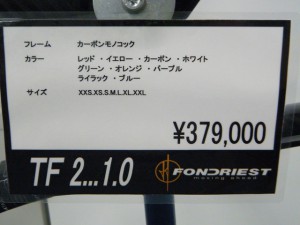 フレーム カーボンモノコック
カラー レッド・イエロー・カーボン・ホワイト
グリーン・オレンジ・パープル
ライラック・ブルー
サイズ XXS.XS.S.M.L.XL.XXL
¥379,000
TF 2...1.0 FONDRIEST
moving ahead